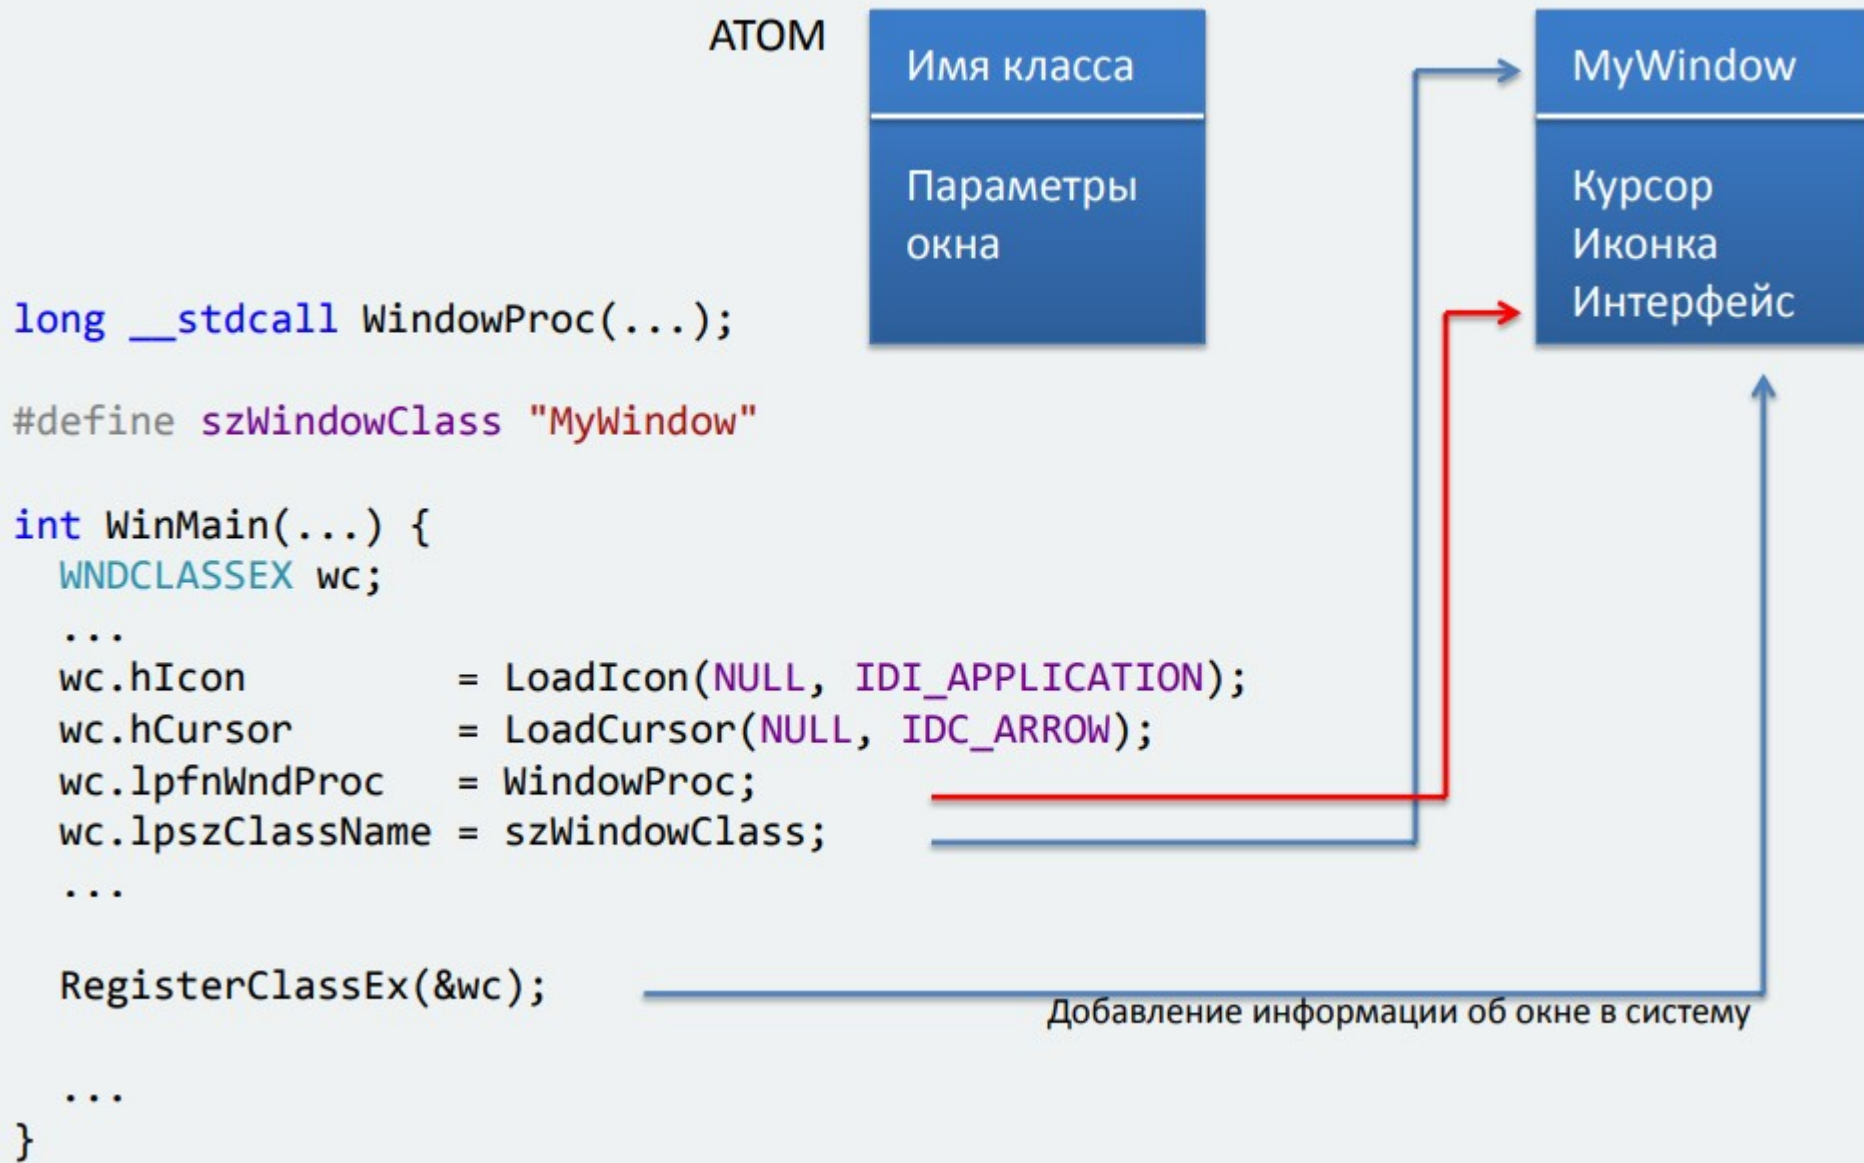 ATOM
Имя класса
Параметры
окна
MyWindow
Курсор
Иконка
Интерфейс
long __stdcall WindowProc(...);
#define szWindowClass "MyWindow"
int WinMain(...) {
WNDCLASSEX wc;
...
wc.hIcon = LoadIcon(NULL, IDI_APPLICATION);
wc.hCursor = LoadCursor(NULL, IDC_ARROW);
wc.lpfnWndProc = WindowProc;
wc.lpszClassName = szWindowClass;
...
RegisterClassEx(&wc);
Добавление информации об окне в систему
...
}